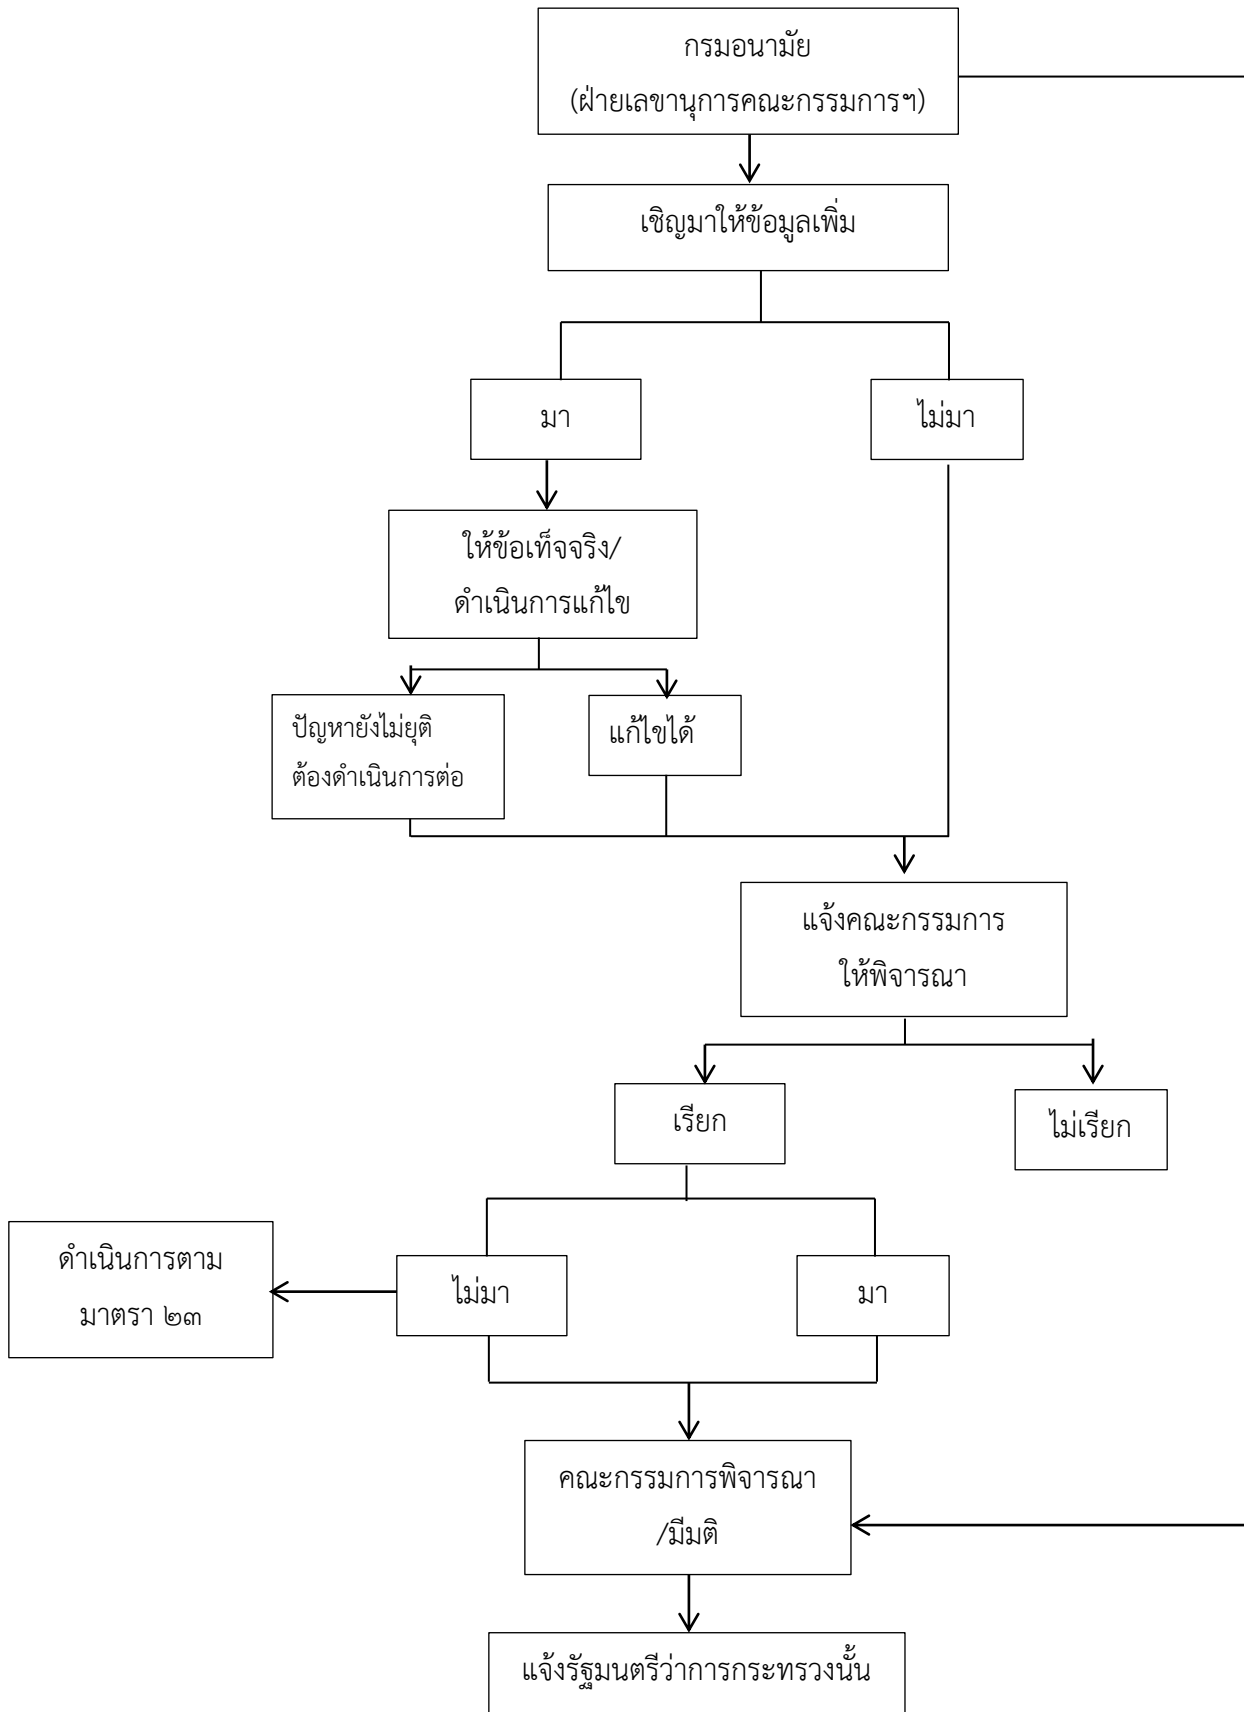 กรมอนามัย
(ฝ่ายเลขานุการคณะกรรมการฯ)
เชิญมาให้ข้อมูลเพิ่ม
มา
ไม่มา
ให้ข้อเท็จจริง/
ดำเนินการแก้ไข
ปัญหายังไม่ยุติ
ต้องดำเนินการต่อ
แก้ไขได้
แจ้งคณะกรรมการ
ให้พิจารณา
เรียก
ไม่เรียก
ดำเนินการตาม
มาตรา ๒๓
ไม่มา
มา
คณะกรรมการพิจารณา
/มีมติ
แจ้งรัฐมนตรีว่าการกระทรวงนั้น